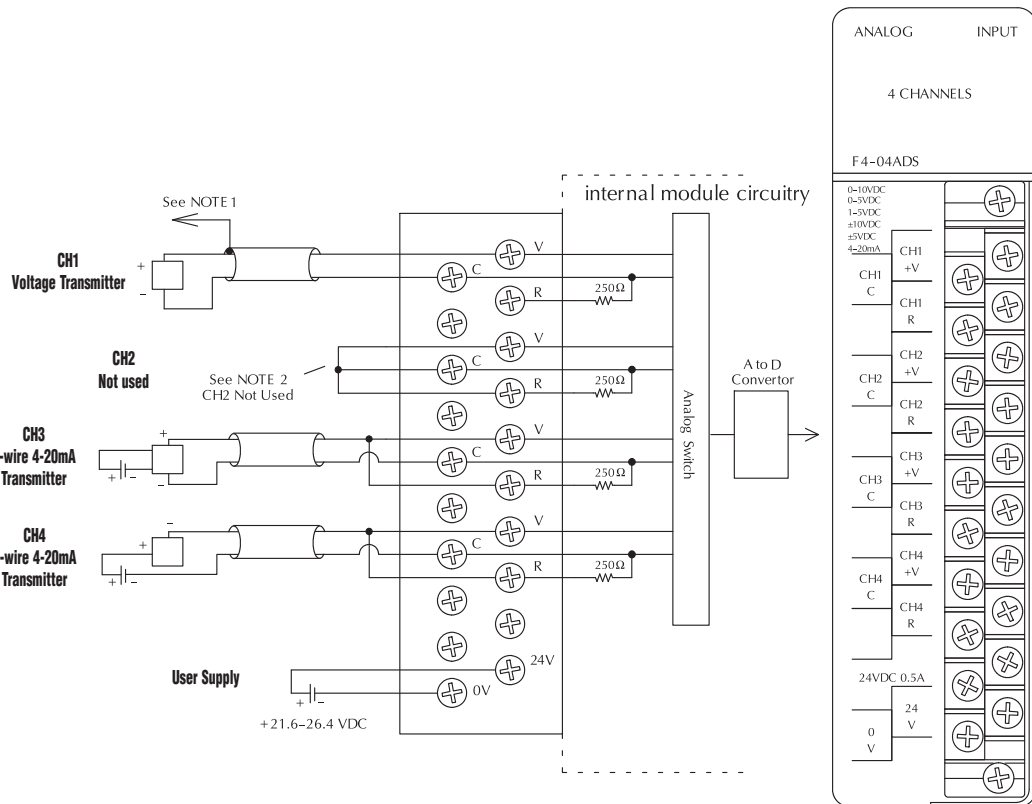 ANALOG INPUT
4 CHANNELS
F4-04ADS
0–10VDC
0–5VDC
1–5VDC
±10VDC
±5VDC
4–20mA
CH1
+V
CH1
C
CH1
R
CH2
+V
CH2
C
CH2
R
CH3
+V
CH3
C
CH3
R
CH4
+V
CH4
C
CH4
R
24VDC 0.5A
24
V
0
V
internal module circuitry
See NOTE 1
CH1
Voltage Transmitter
+
-
V
C
R
250Ω
CH2
Not used
See NOTE 2
CH2 Not Used
V
C
R
250Ω
CH3
-wire 4-20mA
Transmitter
+
-
+ -
V
C
R
250Ω
CH4
-wire 4-20mA
Transmitter
-
+
+ -
V
C
R
250Ω
Analog Switch
A to D
Convertor
User Supply
24V
0V
+ -
+21.6–26.4 VDC